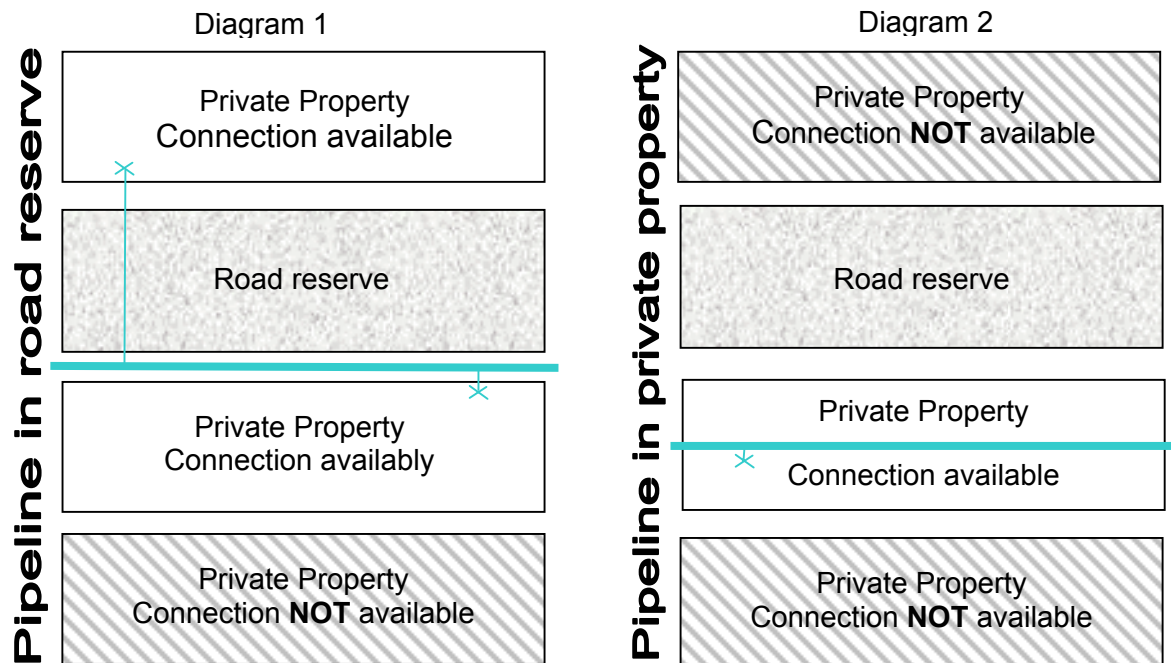 Diagram 1
Pipeline in road reserve
Private Property
Connection available
Road reserve
Private Property
Connection availably
Private Property
Connection NOT available
Diagram 2
Pipeline in private property
Private Property
Connection NOT available
Road reserve
Private Property
Connection available
Private Property
Connection NOT available